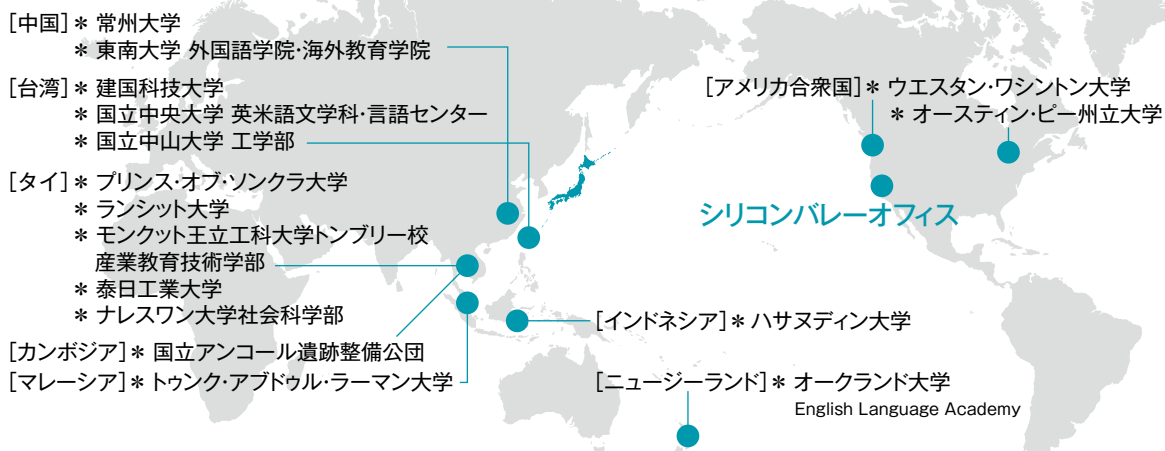 [中国]＊ 常州大学
＊ 東南大学 外国語学院・海外教育学院
[台湾]＊ 建国科技大学
＊ 国立中央大学 英米語文学科・言語センター
＊ 国立中山大学 工学部
[タイ]＊ プリンス・オブ・ソンクラ大学
＊ ランシット大学
＊ モンクット王立工科大学トンブリー校
産業教育技術学部
＊ 泰日工業大学
＊ ナレスワン大学社会科学部
[カンボジア]＊ 国立アンコール遺跡整備公団
[マレーシア]＊ トゥンク・アブドゥル・ラーマン大学
[アメリカ合衆国]＊ ウエスタン・ワシントン大学
＊ オースティン・ピー州立大学
シリコンバレーオフィス
[インドネシア]＊ ハサヌディン大学
[ニュージーランド]＊ オークランド大学
English Language Academy